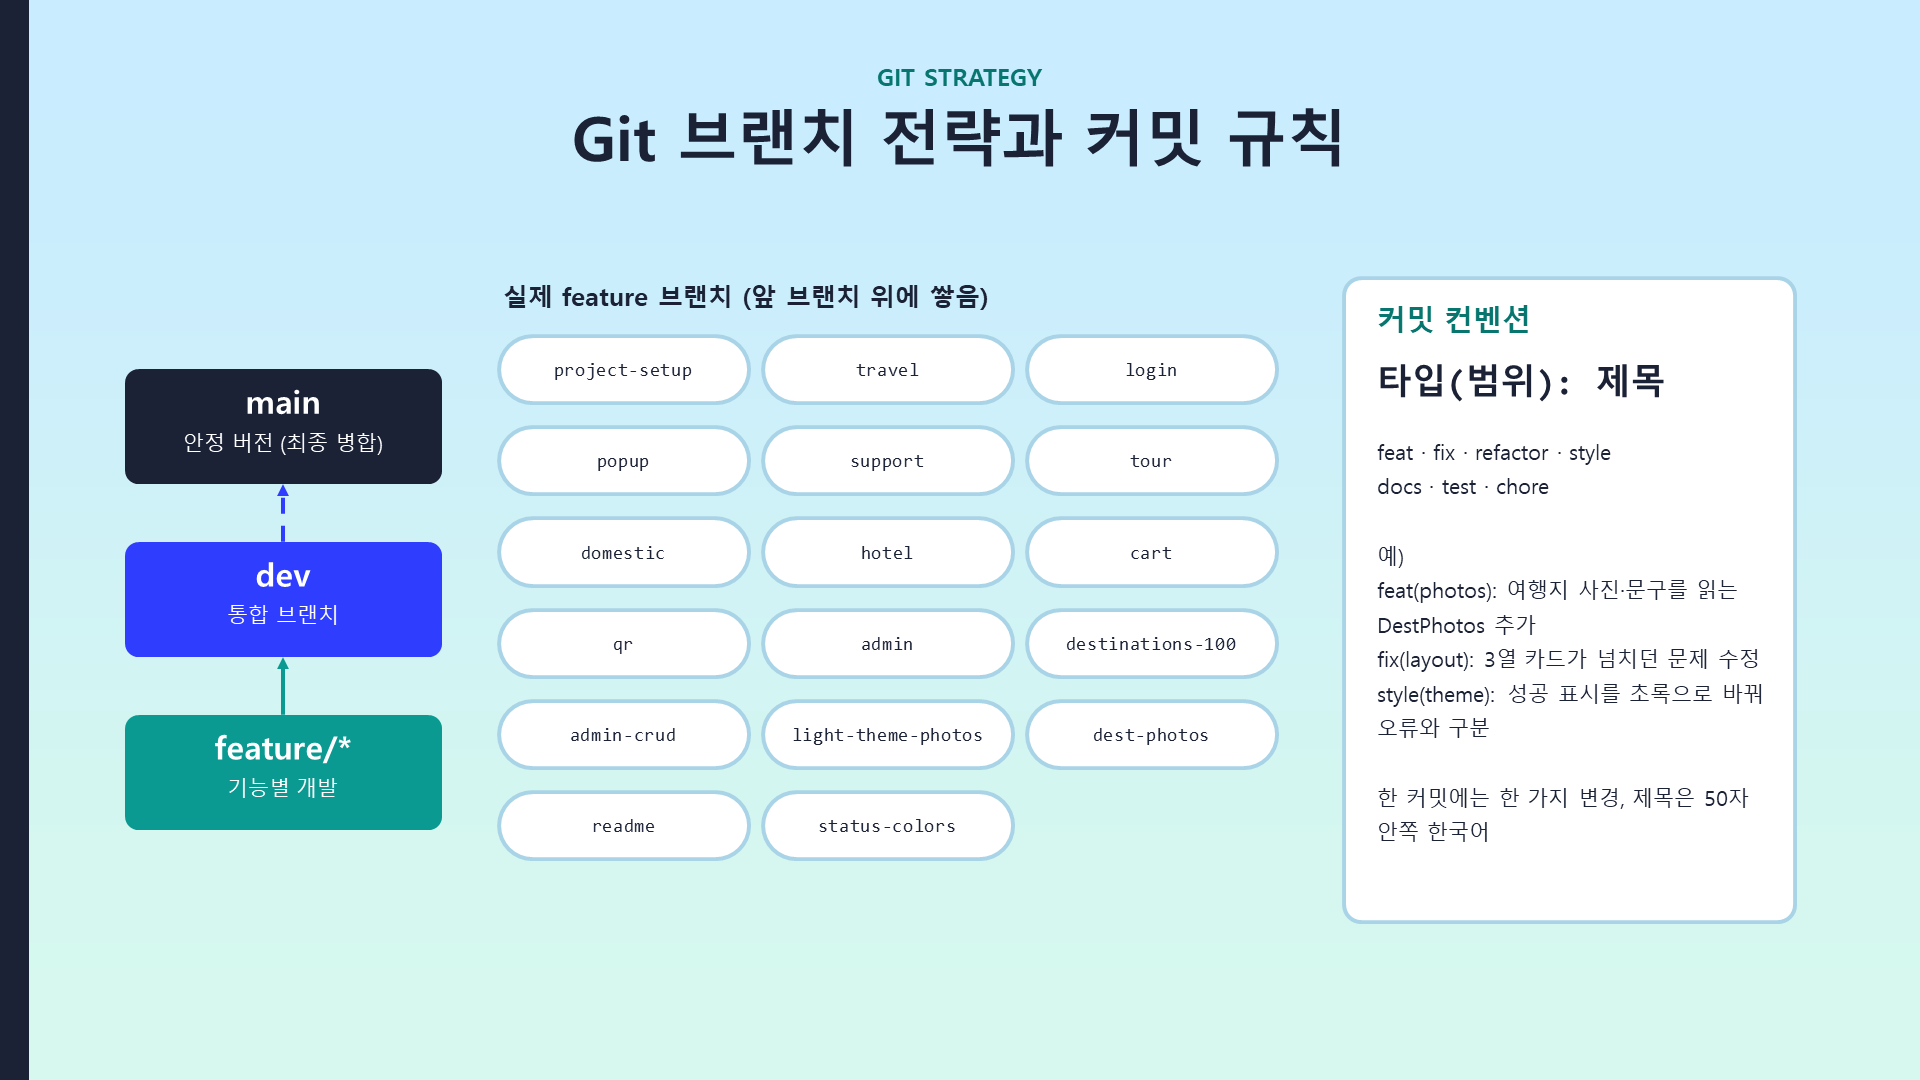 GIT STRATEGY
Git 브랜치 전략과 커밋 규칙
main
안정 버전 (최종 병합)
dev
통합 브랜치
feature/*
기능별 개발
실제 feature 브랜치 (앞 브랜치 위에 쌓음)
project-setup
travel
login
popup
support
tour
domestic
hotel
cart
qr
admin
destinations-100
admin-crud
light-theme-photos
dest-photos
readme
status-colors
커밋 컨벤션
타입(범위): 제목
feat · fix · refactor · style
docs · test · chore
예)
feat(photos): 여행지 사진·문구를 읽는
DestPhotos 추가
fix(layout): 3열 카드가 넘치던 문제 수정
style(theme): 성공 표시를 초록으로 바꿔
오류와 구분
한 커밋에는 한 가지 변경, 제목은 50자
안쪽 한국어